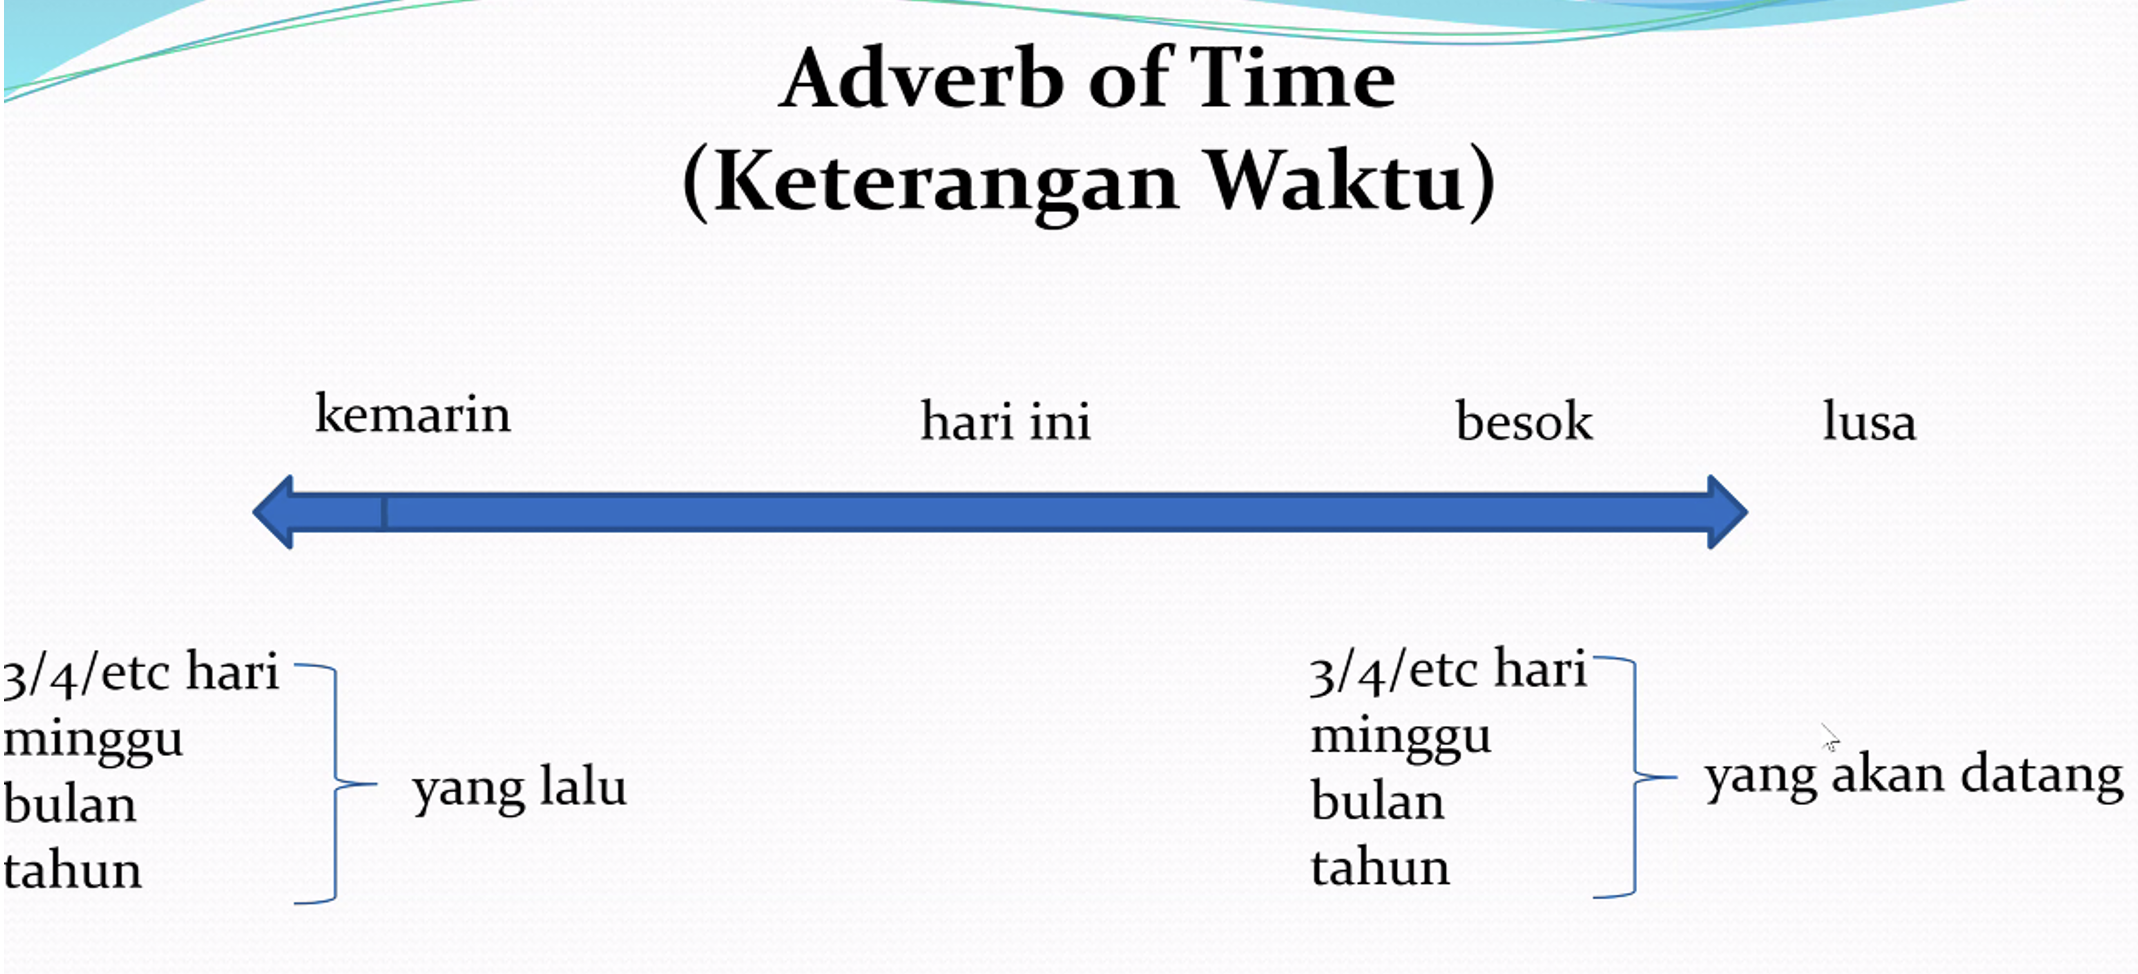 Adverb of Time
(Keterangan Waktu)
kemarin
hari ini
besok
lusa
3/4/etc hari
minggu
bulan
tahun
yang lalu
3/4/etc hari
minggu
bulan
tahun
yang akan datang